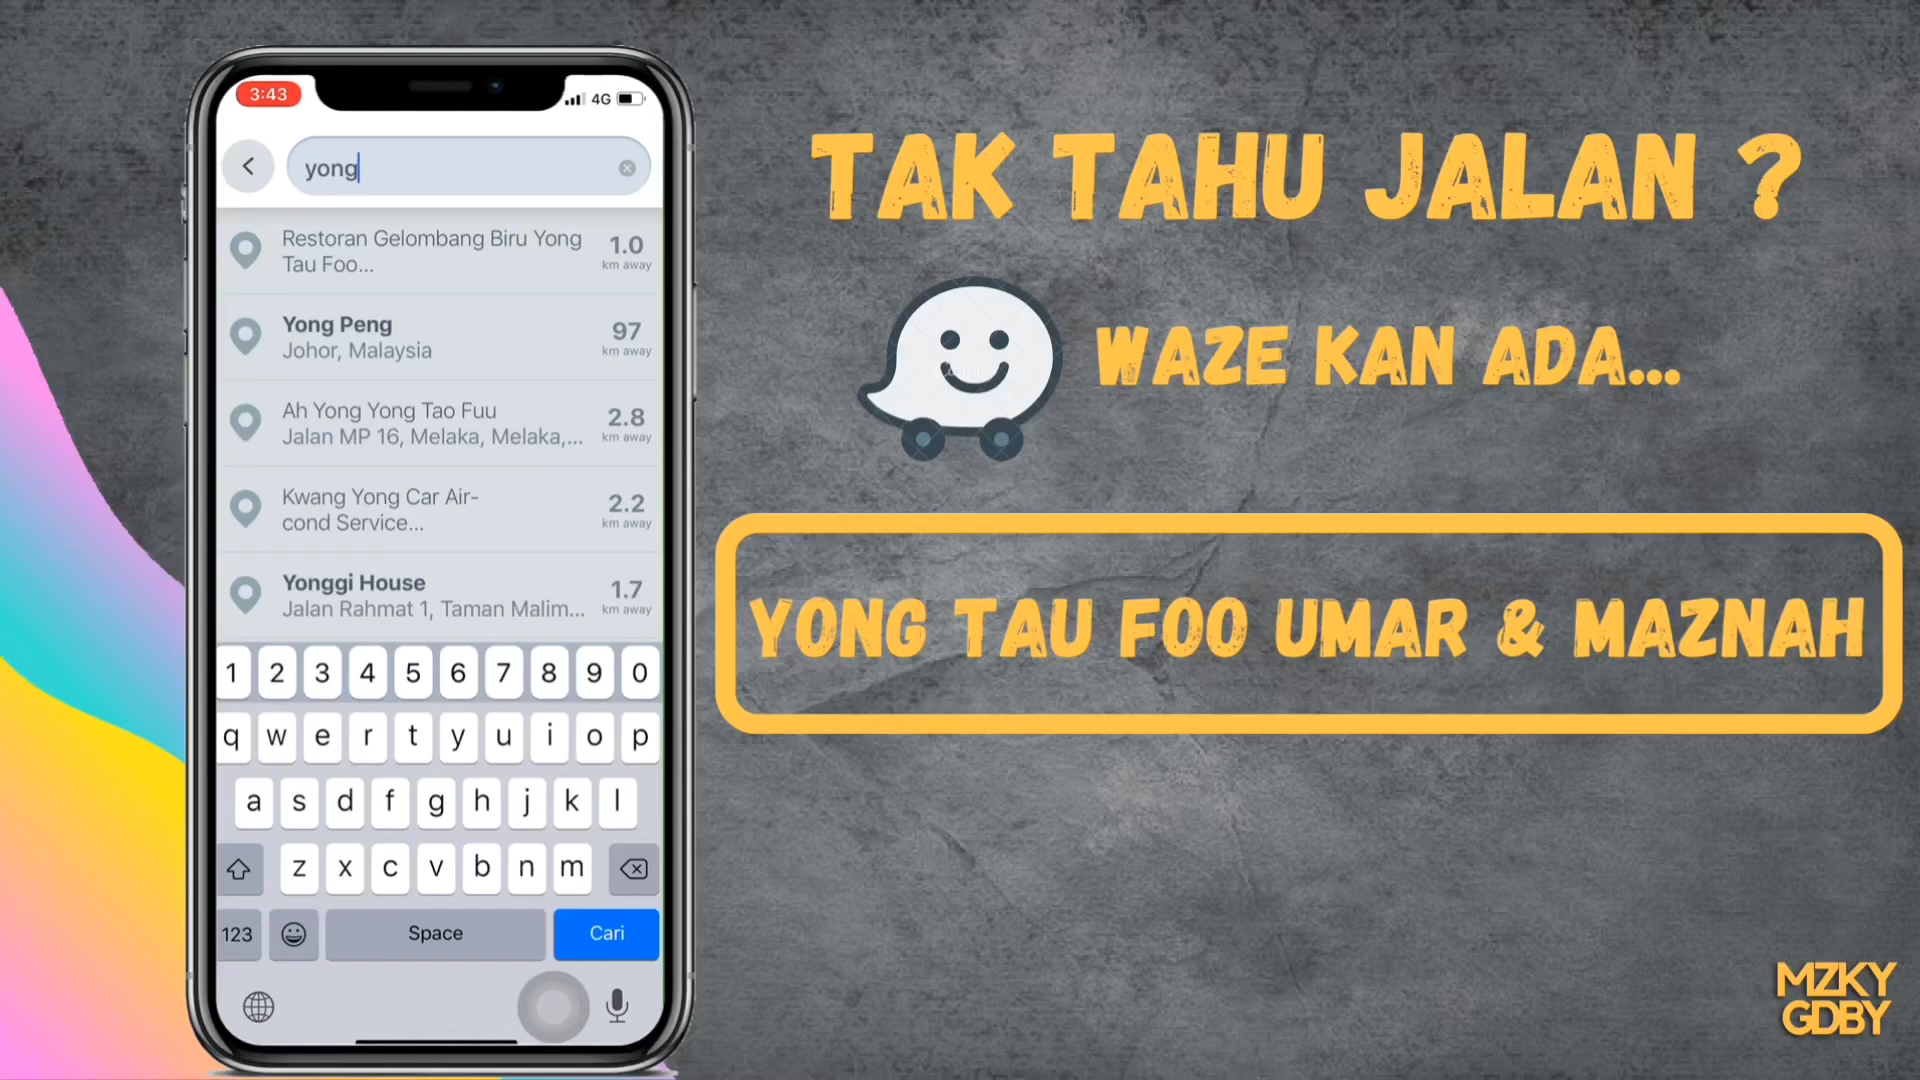 3:43
4G
yong
Restoran Gelombang Biru Yong
Tau Foo...
1.0
km away
Yong Peng
Johor, Malaysia
97
km away
Ah Yong Yong Tao Fuu
Jalan MP 16, Melaka, Melaka,...
2.8
km away
Kwang Yong Car Air-
cond Service...
2.2
km away
Yonggi House
Jalan Rahmat 1, Taman Malim...
1.7
km away
1 2 3 4 5 6 7 8 9 0
q w e r t y u i o p
a s d f g h j k l
z x c v b n m
123
Space
Cari
TAK TAHU JALAN ?
WAZE KAN ADA...
YONG TAU FOO UMAR & MAZNAH
MZKY
GDBY